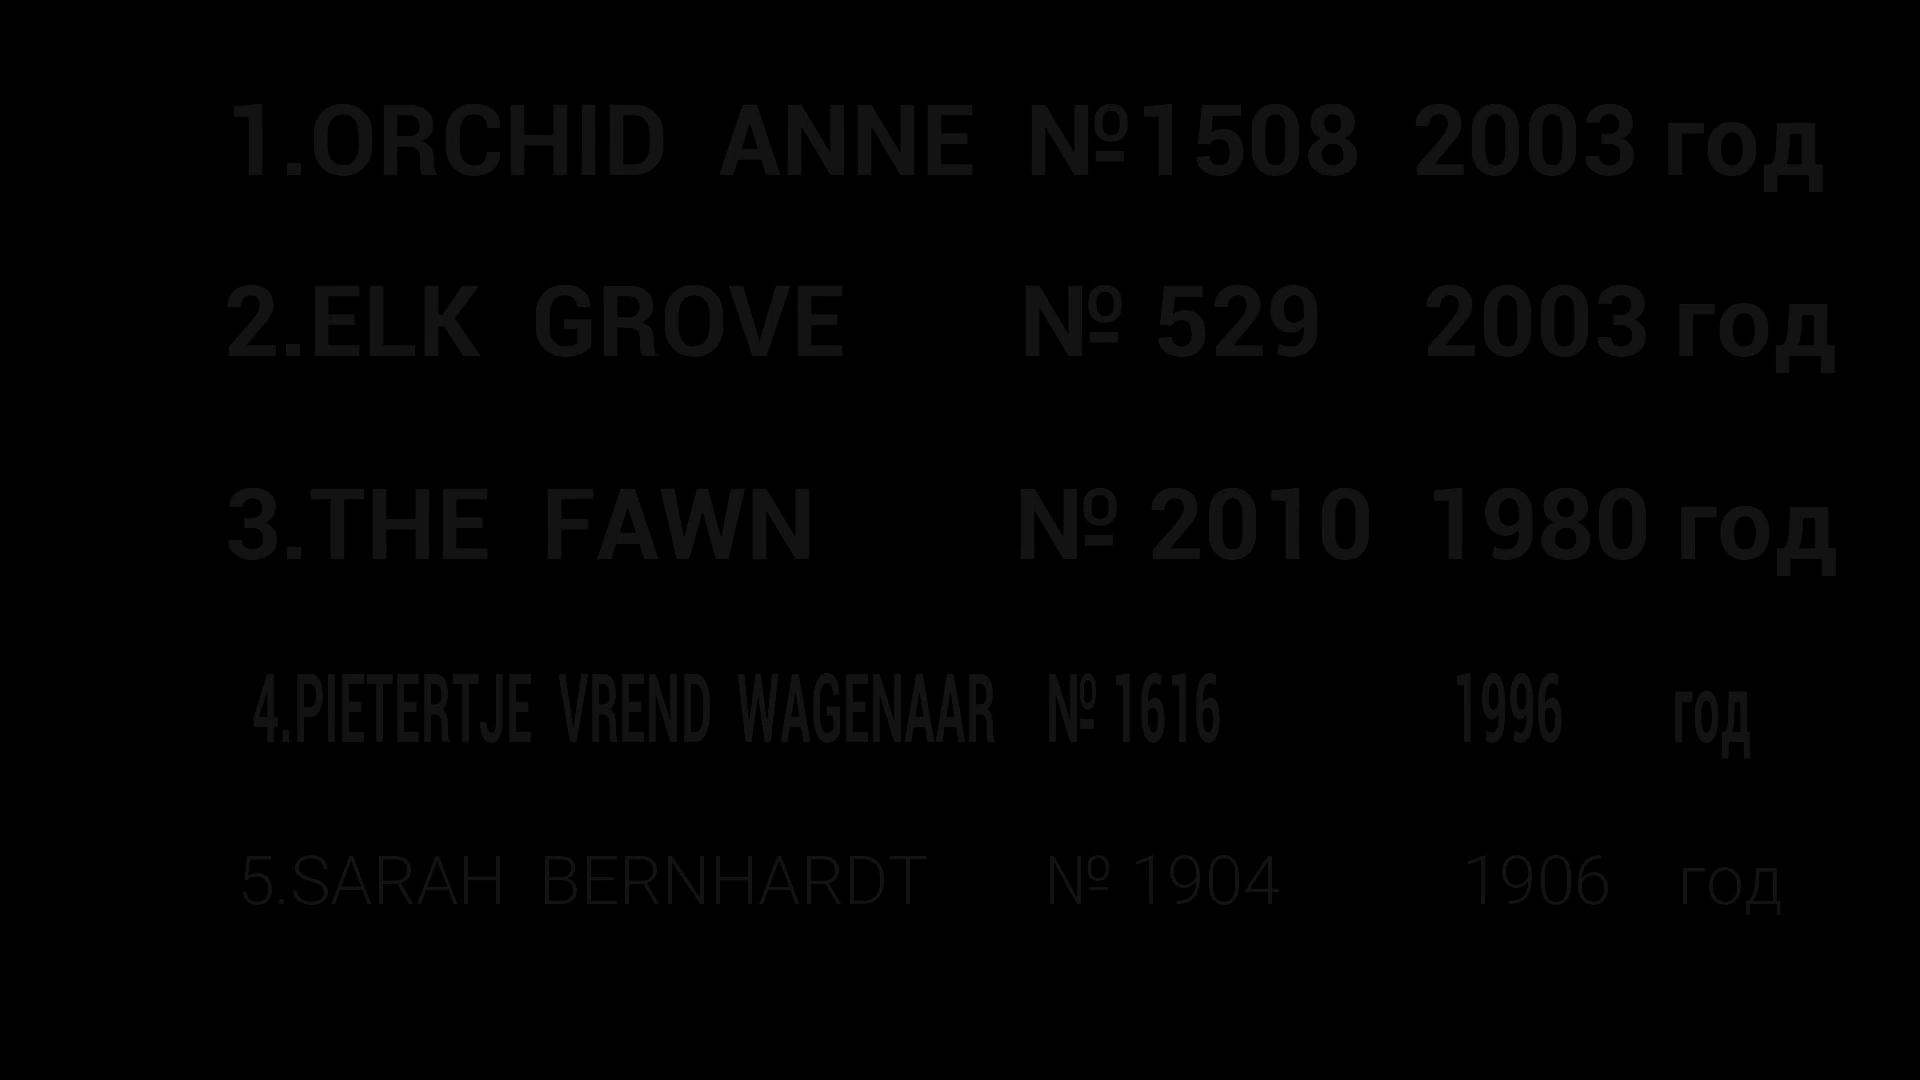 1.ORCHID ANNE №1508 2003 год
2.ELK GROVE № 529 2003 год
3.THE FAWN № 2010 1980 год
4.PIETERTJE VREND WAGENAAR № 1616 1996 год
5.SARAH BERNHARDT № 1904 1906 год